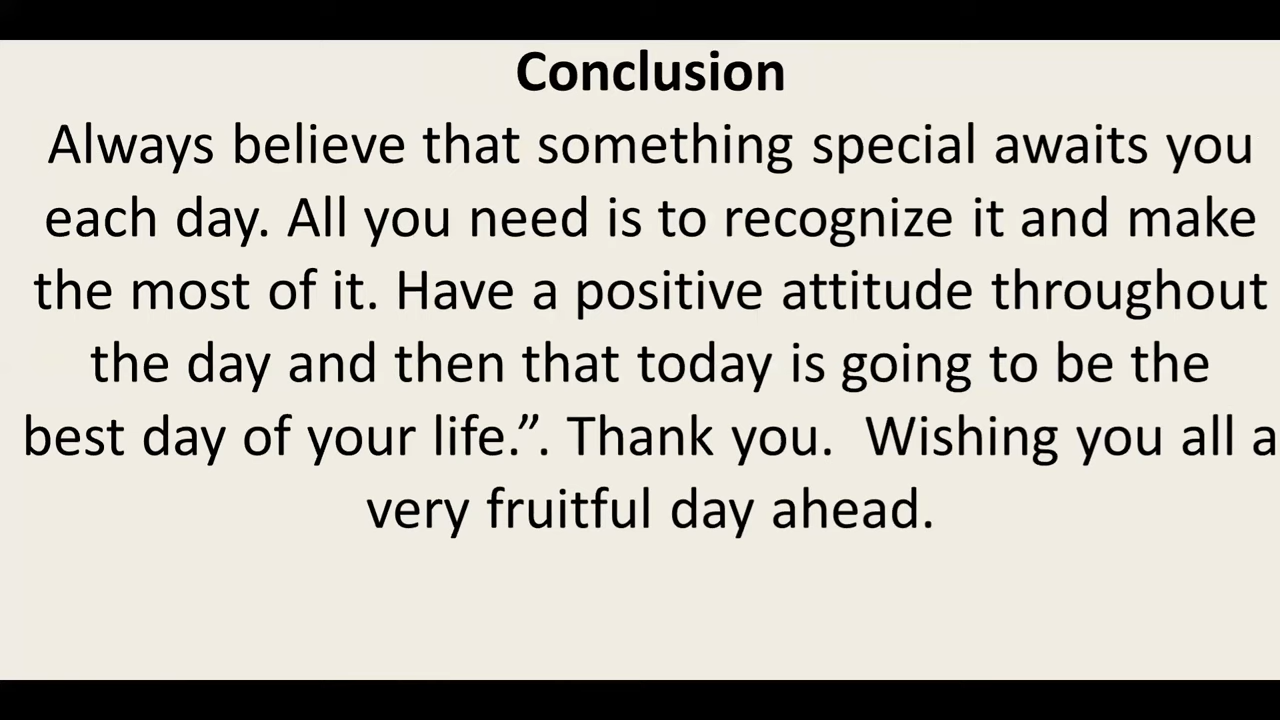 Conclusion
Always believe that something special awaits you
each day. All you need is to recognize it and make
the most of it. Have a positive attitude throughout
the day and then that today is going to be the
best day of your life.”. Thank you.  Wishing you all a
very fruitful day ahead.